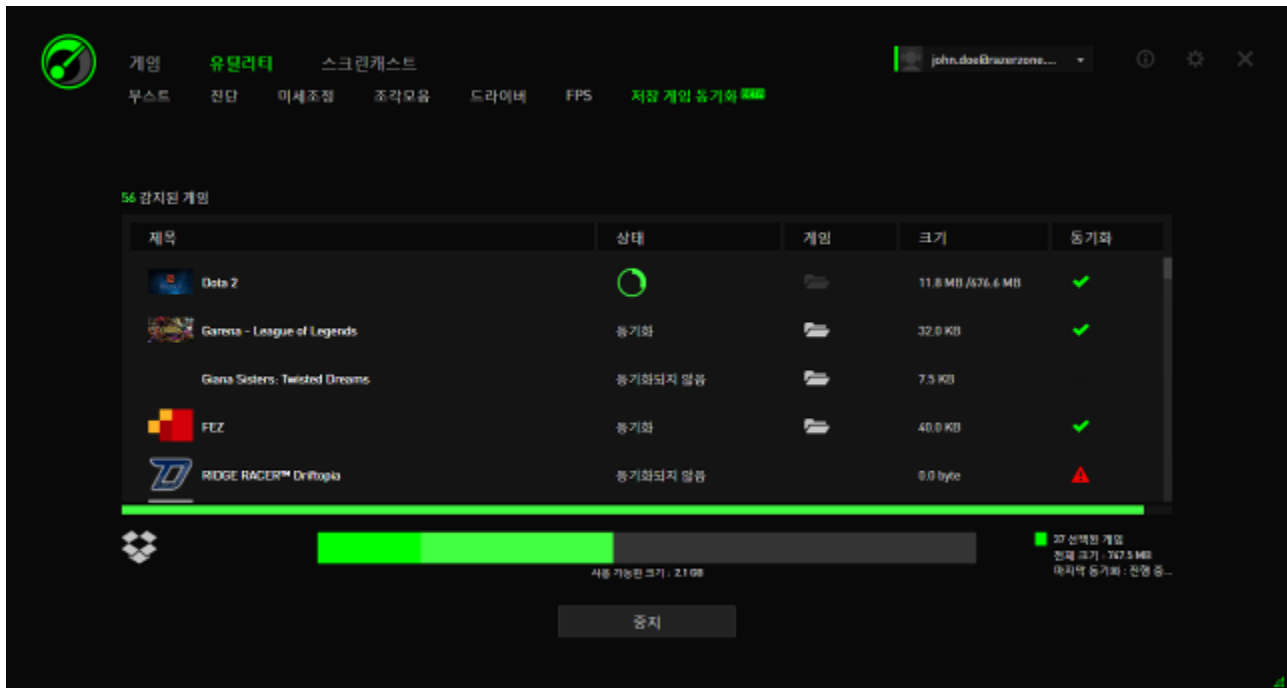 게임 유틸리티 스크린캐스트 john.doe@razerzone....
부스트 진단 미세조정 조각모음 드라이버 FPS 저장 게임 동기화
56 감지된 게임
제목 상태 게임 크기 동기화
Dota 2 11.8 MB /676.6 MB
Garena - League of Legends 동기화 32.0 KB
Giana Sisters: Twisted Dreams 동기화되지 않음 7.5 KB
FEZ 동기화 40.0 KB
RIDGE RACER™ Driftopia 동기화되지 않음 0.0 byte
37 선택된 게임
전체 크기 : 767.5 MB
마지막 동기화 : 진행 중...
사용 가능한 크기 : 2.1 GB
중지